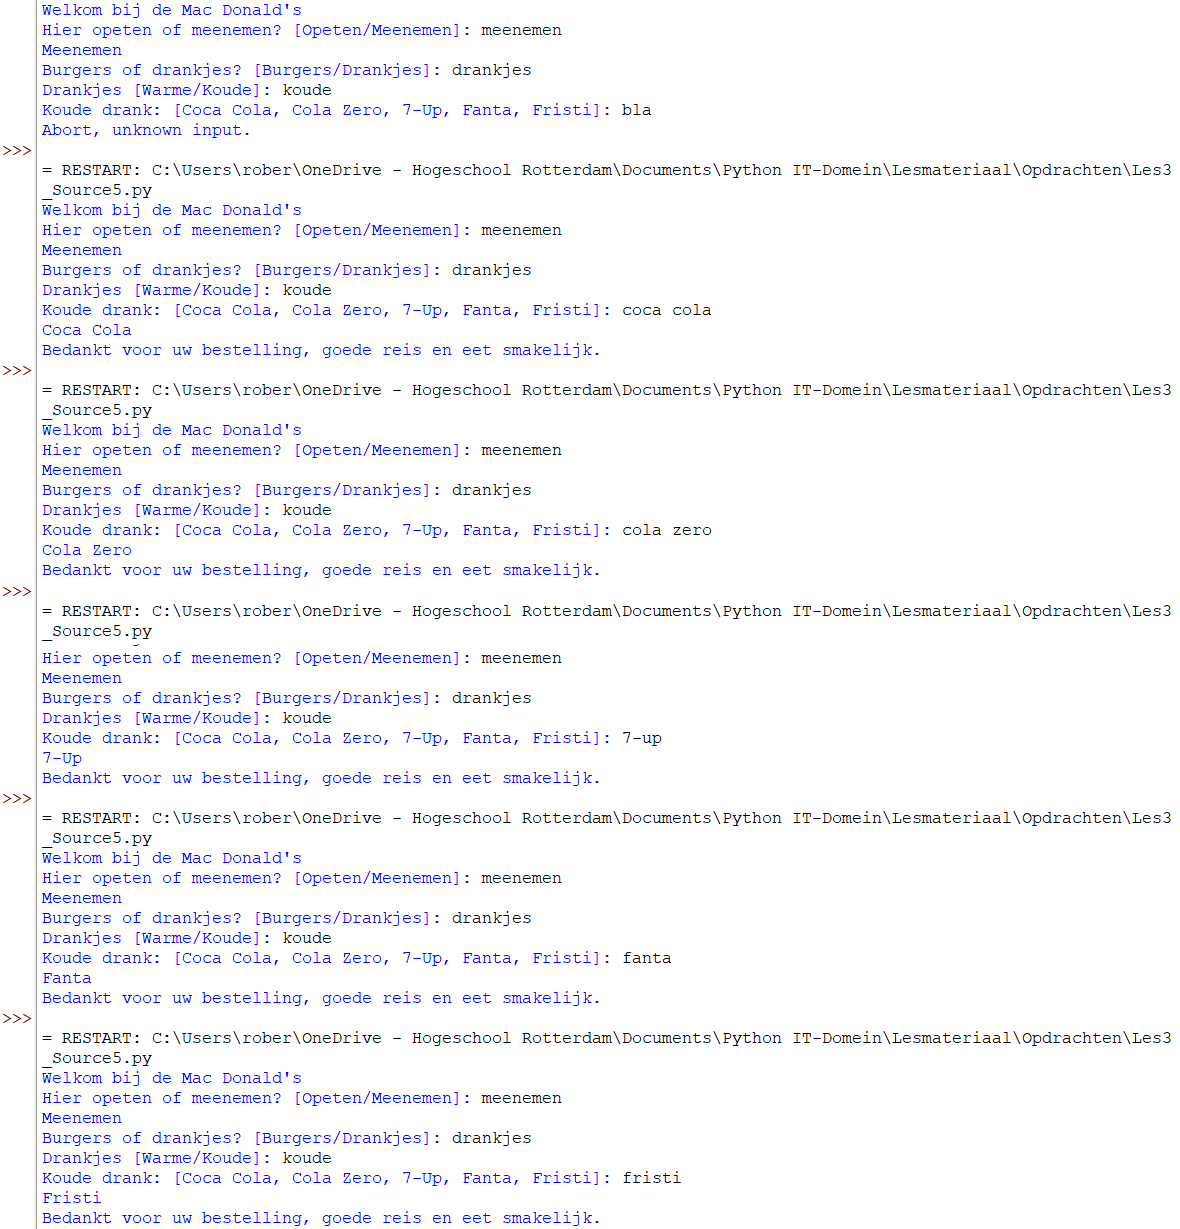 Welkom bij de Mac Donald's
Hier opeten of meenemen? [Opeten/Meenemen]: meenemen
Meenemen
Burgers of drankjes? [Burgers/Drankjes]: drankjes
Drankjes [Warme/Koude]: koude
Koude drank: [Coca Cola, Cola Zero, 7-Up, Fanta, Fristi]: bla
Abort, unknown input.
>>>
= RESTART: C:\Users\rober\OneDrive - Hogeschool Rotterdam\Documents\Python IT-Domein\Lesmateriaal\Opdrachten\Les3
_Source5.py
Welkom bij de Mac Donald's
Hier opeten of meenemen? [Opeten/Meenemen]: meenemen
Meenemen
Burgers of drankjes? [Burgers/Drankjes]: drankjes
Drankjes [Warme/Koude]: koude
Koude drank: [Coca Cola, Cola Zero, 7-Up, Fanta, Fristi]: coca cola
Coca Cola
Bedankt voor uw bestelling, goede reis en eet smakelijk.
>>>
= RESTART: C:\Users\rober\OneDrive - Hogeschool Rotterdam\Documents\Python IT-Domein\Lesmateriaal\Opdrachten\Les3
_Source5.py
Welkom bij de Mac Donald's
Hier opeten of meenemen? [Opeten/Meenemen]: meenemen
Meenemen
Burgers of drankjes? [Burgers/Drankjes]: drankjes
Drankjes [Warme/Koude]: koude
Koude drank: [Coca Cola, Cola Zero, 7-Up, Fanta, Fristi]: cola zero
Cola Zero
Bedankt voor uw bestelling, goede reis en eet smakelijk.
>>>
= RESTART: C:\Users\rober\OneDrive - Hogeschool Rotterdam\Documents\Python IT-Domein\Lesmateriaal\Opdrachten\Les3
_Source5.py
Hier opeten of meenemen? [Opeten/Meenemen]: meenemen
Meenemen
Burgers of drankjes? [Burgers/Drankjes]: drankjes
Drankjes [Warme/Koude]: koude
Koude drank: [Coca Cola, Cola Zero, 7-Up, Fanta, Fristi]: 7-up
7-Up
Bedankt voor uw bestelling, goede reis en eet smakelijk.
>>>
= RESTART: C:\Users\rober\OneDrive - Hogeschool Rotterdam\Documents\Python IT-Domein\Lesmateriaal\Opdrachten\Les3
_Source5.py
Welkom bij de Mac Donald's
Hier opeten of meenemen? [Opeten/Meenemen]: meenemen
Meenemen
Burgers of drankjes? [Burgers/Drankjes]: drankjes
Drankjes [Warme/Koude]: koude
Koude drank: [Coca Cola, Cola Zero, 7-Up, Fanta, Fristi]: fanta
Fanta
Bedankt voor uw bestelling, goede reis en eet smakelijk.
>>>
= RESTART: C:\Users\rober\OneDrive - Hogeschool Rotterdam\Documents\Python IT-Domein\Lesmateriaal\Opdrachten\Les3
_Source5.py
Welkom bij de Mac Donald's
Hier opeten of meenemen? [Opeten/Meenemen]: meenemen
Meenemen
Burgers of drankjes? [Burgers/Drankjes]: drankjes
Drankjes [Warme/Koude]: koude
Koude drank: [Coca Cola, Cola Zero, 7-Up, Fanta, Fristi]: fristi
Fristi
Bedankt voor uw bestelling, goede reis en eet smakelijk.